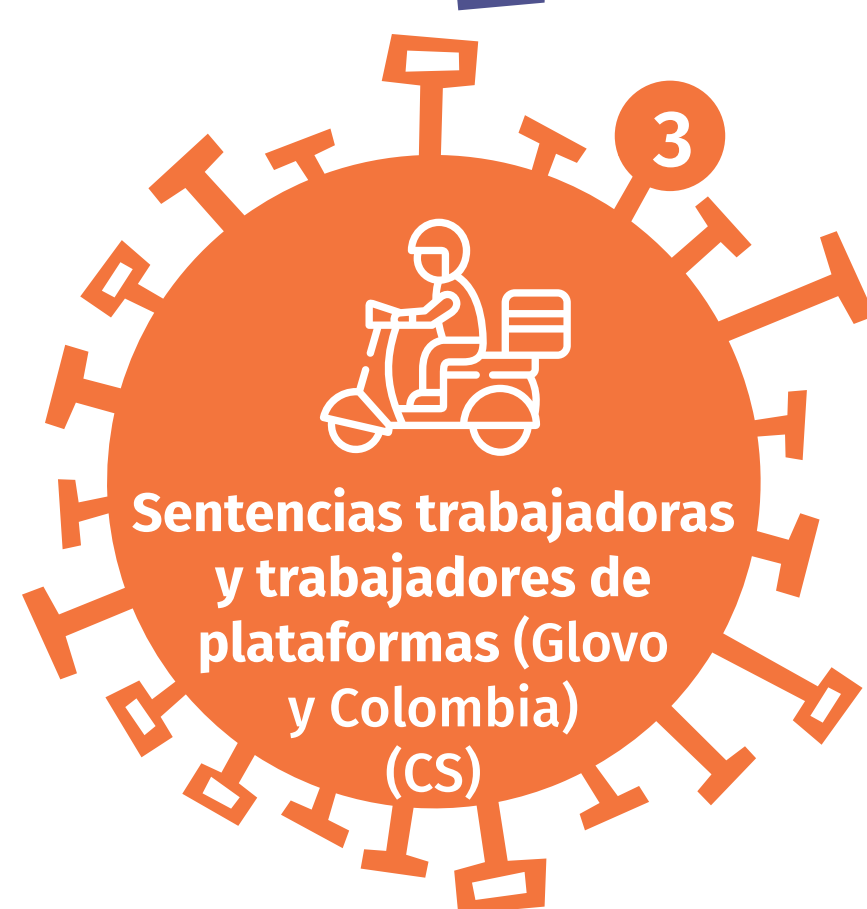 3
Sentencias trabajadoras
y trabajadores de
plataformas (Glovo
y Colombia)
(CS)